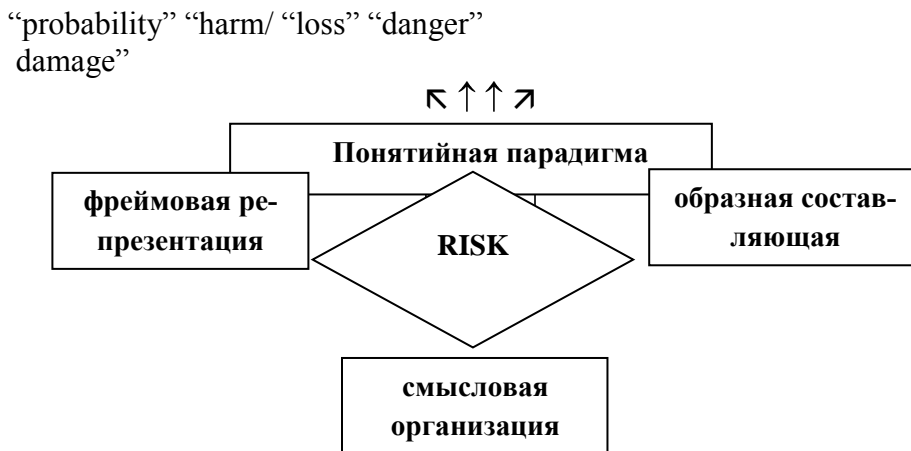 “probability” “harm/ “loss” “danger”
damage”
↖ ↑ ↑ ↗
Понятийная парадигма
фреймовая ре-
презентация
образная состав-
ляющая
RISK
смысловая
организация